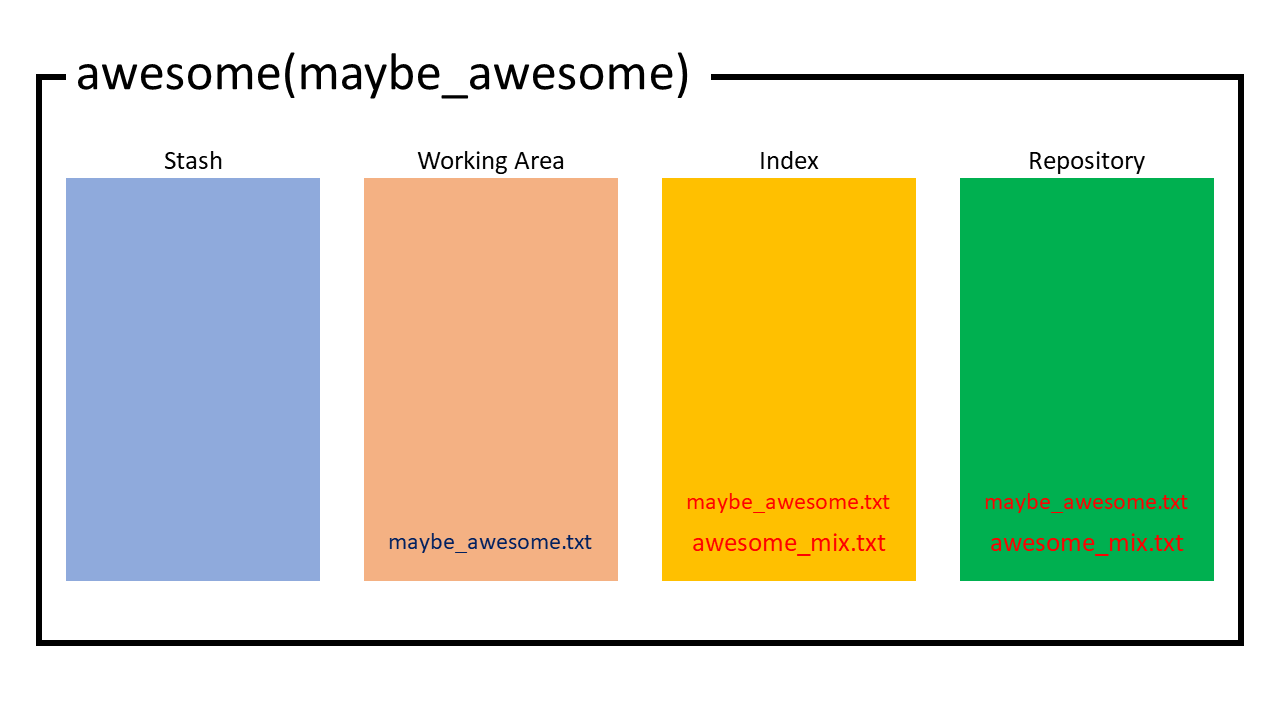 awesome(maybe_awesome)
Stash
Working Area
Index
Repository
maybe_awesome.txt
maybe_awesome.txt
awesome_mix.txt
maybe_awesome.txt
awesome_mix.txt